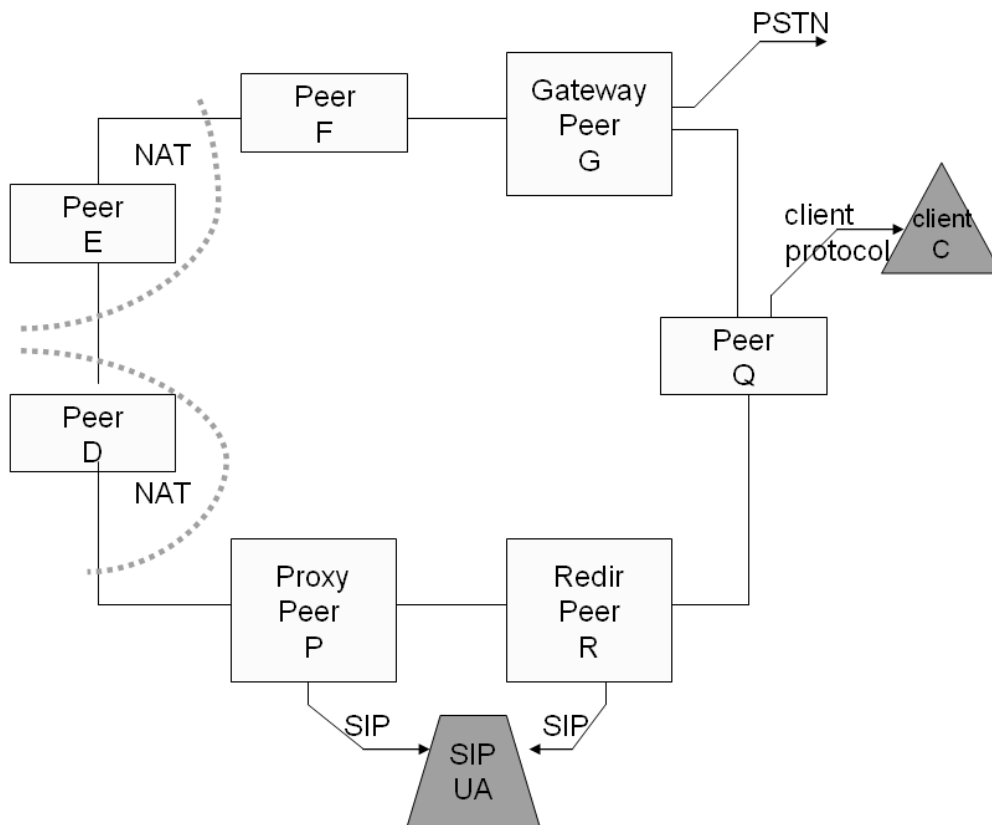 PSTN
Peer
F
Gateway
Peer
G
NAT
Peer
E
client
protocol
client
C
Peer
Q
Peer
D
NAT
Proxy
Peer
P
Redir
Peer
R
SIP
SIP
SIP
UA